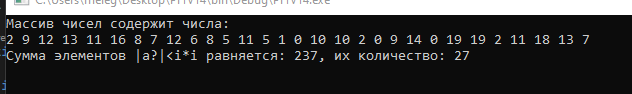 C:\Users\meleg\Desktop\PITV14\bin\Debug\PITV14.exe
Массив чисел содержит числа:
2 9 12 13 11 16 8 7 12 6 8 5 11 5 1 0 10 10 2 0 9 14 0 19 19 2 11 18 13 7
Сумма элементов |a?|<i*i равняется: 237, их количество: 27